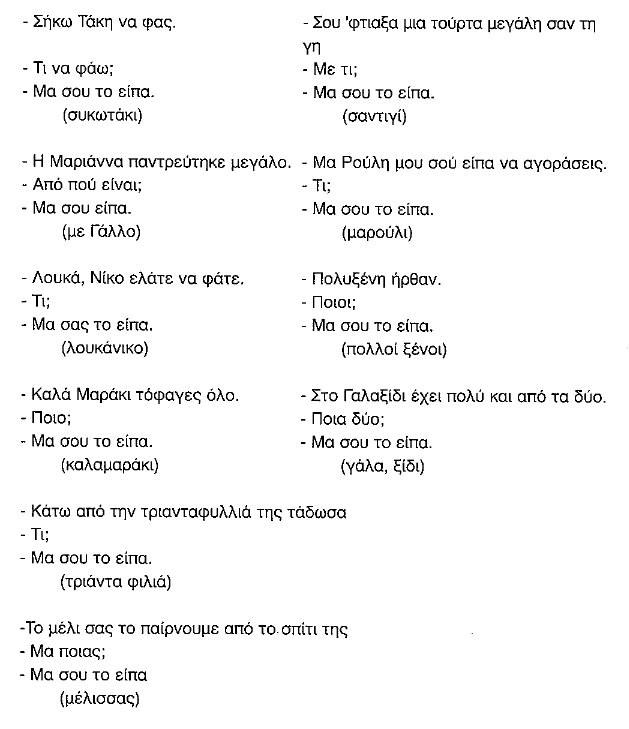 - Σήκω Τάκη να φας.
- Τι να φάω;
- Μα σου το είπα.
(συκωτάκι)
- Σου 'φτιαξα μια τούρτα μεγάλη σαν τη
γη
- Με τι;
- Μα σου το είπα.
(σαντιγί)
- Η Μαριάννα παντρεύτηκε μεγάλο.
- Από πού είναι;
- Μα σου είπα.
(με Γάλλο)
- Μα Ρούλη μου σού είπα να αγοράσεις.
- Τι;
- Μα σου το είπα.
(μαρούλι)
- Λουκά, Νίκο ελάτε να φάτε.
- Τι;
- Μα σας το είπα.
(λουκάνικο)
- Πολυξένη ήρθαν.
- Ποιοι;
- Μα σου το είπα.
(πολλοί ξένοι)
- Καλά Μαράκι τόφαγες όλο.
- Ποιο;
- Μα σου το είπα.
(καλαμαράκι)
- Στο Γαλαξίδι έχει πολύ και από τα δύο.
- Ποια δύο;
- Μα σου το είπα.
(γάλα, ξίδι)
- Κάτω από την τριανταφυλλιά της τάδωσα
- Τι;
- Μα σου το είπα.
(τριάντα φιλιά)
-Το μέλι σας το παίρνουμε από το σπίτι της
- Μα ποιας;
- Μα σου το είπα
(μέλισσας)